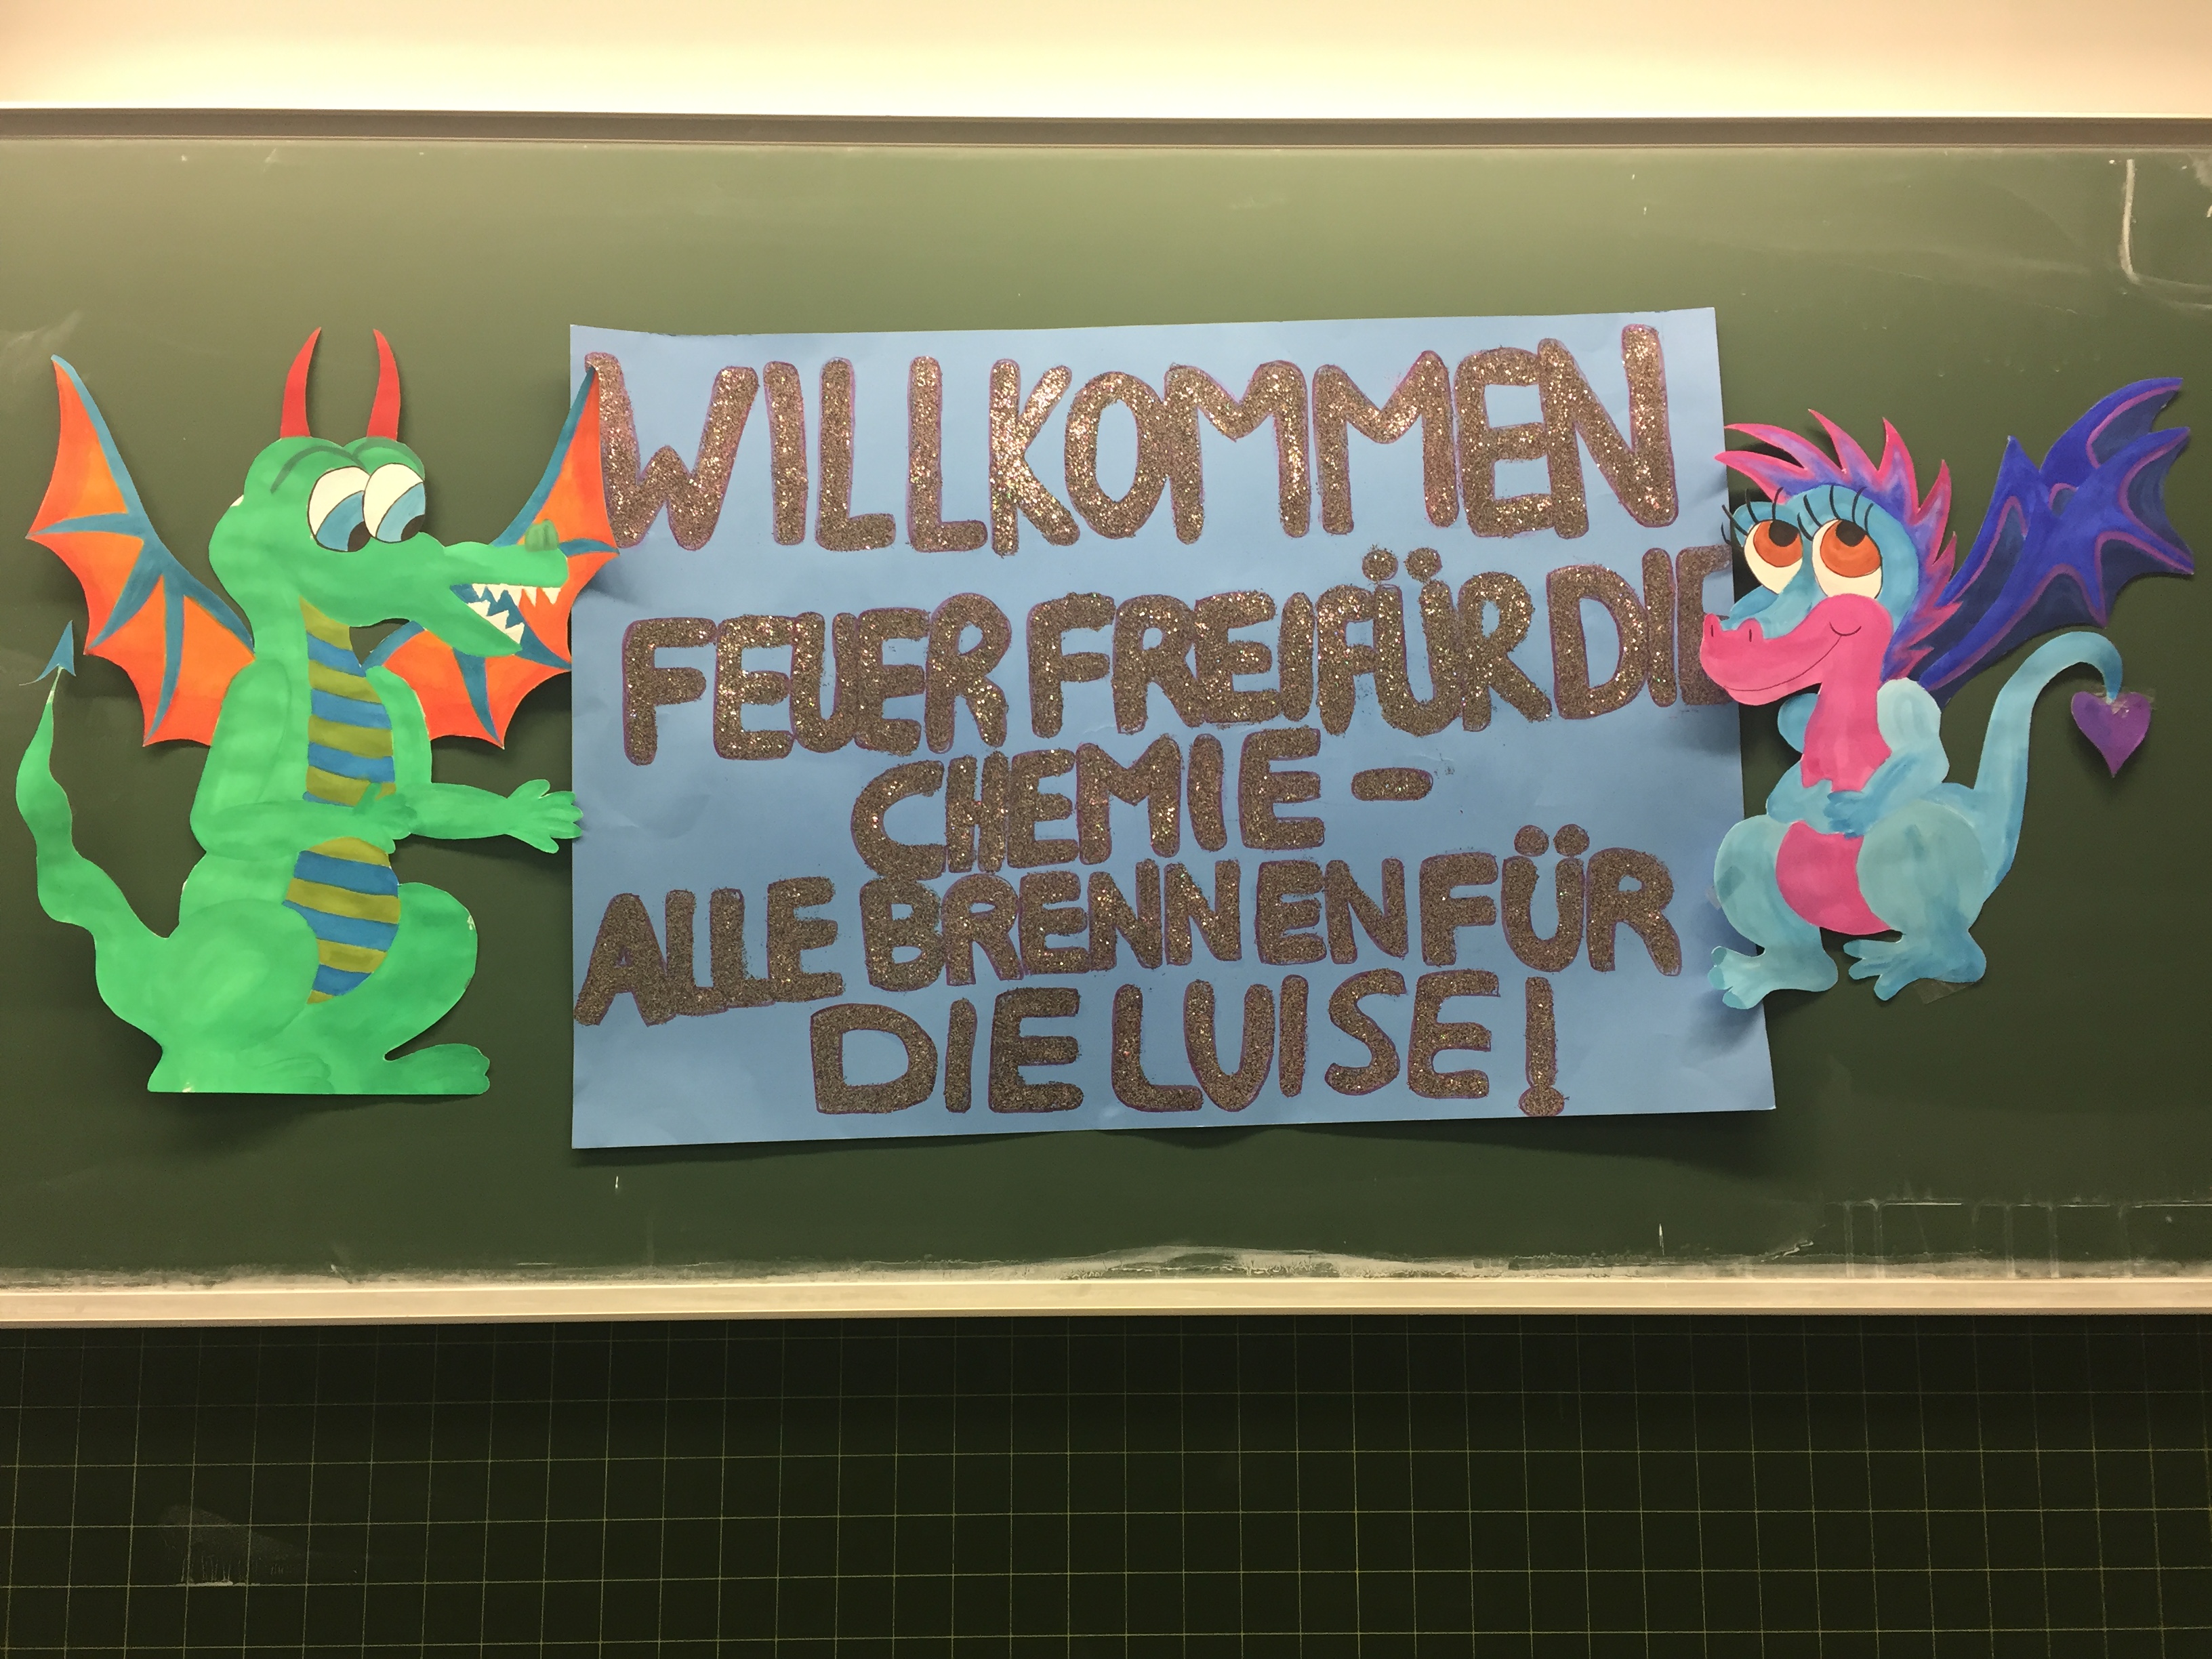 WILLKOMMEN
FEUER FREI FÜR DIE
CHEMIE -
ALLE BRENNEN FÜR
DIE LUISE!